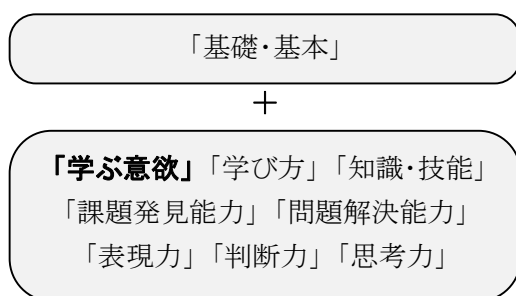 「基礎・基本」
＋
「学ぶ意欲」「学び方」「知識・技能」
「課題発見能力」「問題解決能力」
「表現力」「判断力」「思考力」